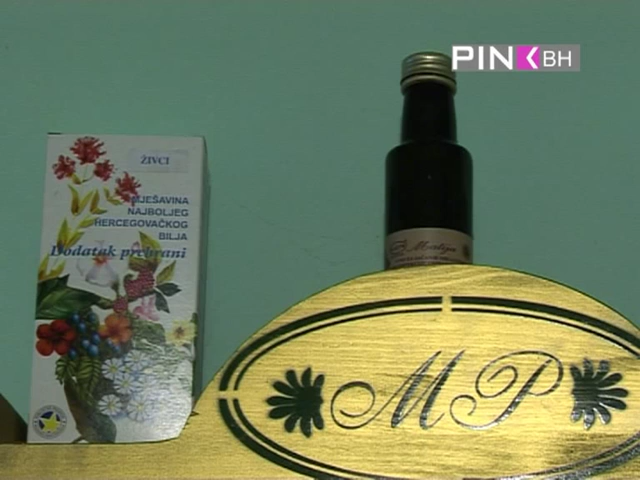 PINK BH
ŽIVCI
MJEŠAVINA
NAJBOLJEG
HERCEGOVAČKOG
BILJA
Dodatak prehrani
MP